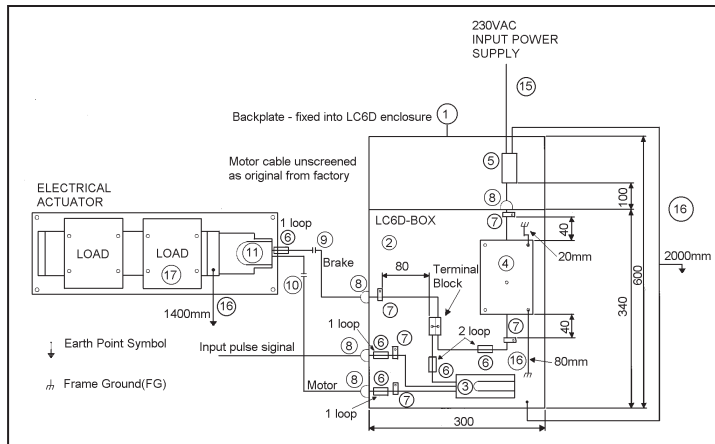 230VAC
INPUT POWER
SUPPLY
15
Backplate - fixed into LC6D enclosure
1
Motor cable unscreened
as original from factory
5
100
8
7
16
ELECTRICAL
ACTUATOR
1 loop
6
9
LC6D-BOX
40
LOAD
LOAD
11
Brake
2
4
20mm
2000mm
600
17
10
80
Terminal
Block
340
8
7
16
1400mm
1 loop
2 loop
7
40
Earth Point Symbol
Input pulse siginal
8
6
7
6
6
16
80mm
Frame Ground(FG)
Motor
8
6
7
3
1 loop
300